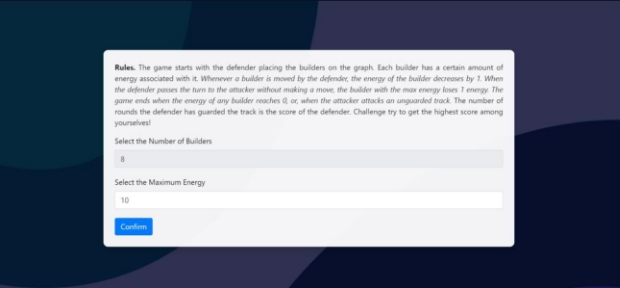 Rules. The game starts with the defender placing the builders on the graph. Each builder has a certain amount of
energy associated with it. Whenever a builder is moved by the defender, the energy of the builder decreases by 1. When
the defender passes the turn to the attacker without making a move, the builder with the max energy loses 1 energy. The
game ends when the energy of any builder reaches 0, or, when the attacker attacks an unguarded track. The number of
rounds the defender has guarded the track is the score of the defender. Challenge try to get the highest score among
yourselves!
Select the Number of Builders
8
Select the Maximum Energy
10
Confirm